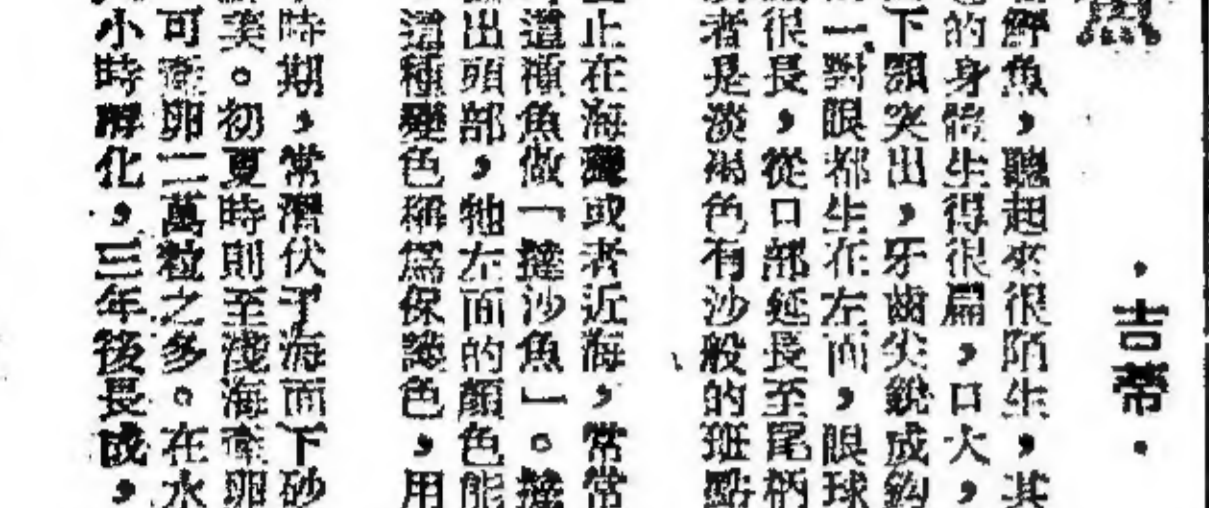 ・吉蒂・
鮮魚，聽起來很陌生，其
的身體生得很扁，口大，
下頷突出，牙齒尖銳成鈎
一對眼都生在左面，眼球
很長，從口部延長至尾柄
者是淡褐色有沙般的斑點
止在海灣或者近海，常常
這種魚做「撻沙魚」。撻
出頭部，牠左面的顏色能
這種變色稱爲保護色，用
時期，常潛伏于海面下砂
美。初夏時則至淺海產卵
可產卵二萬粒之多。在水
小時孵化，三年後長成，